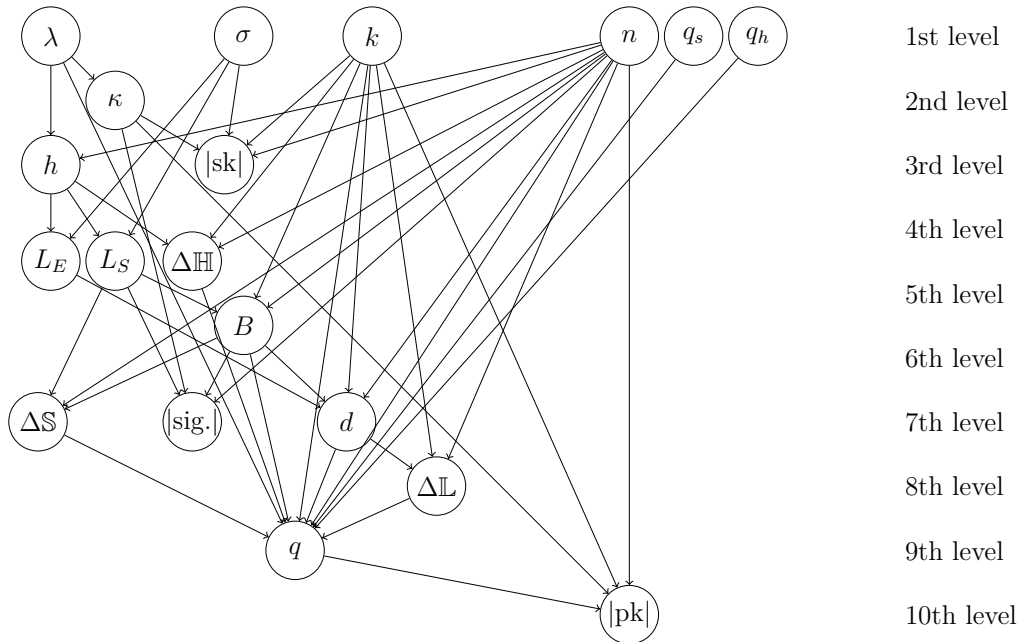 λ σ k n q_s q_h 1st level
κ 2nd level
h |sk| 3rd level
L_E L_S Δℍ 4th level
B 5th level
6th level
Δ𝕊 |sig.| d 7th level
Δ𝕃 8th level
q 9th level
|pk| 10th level